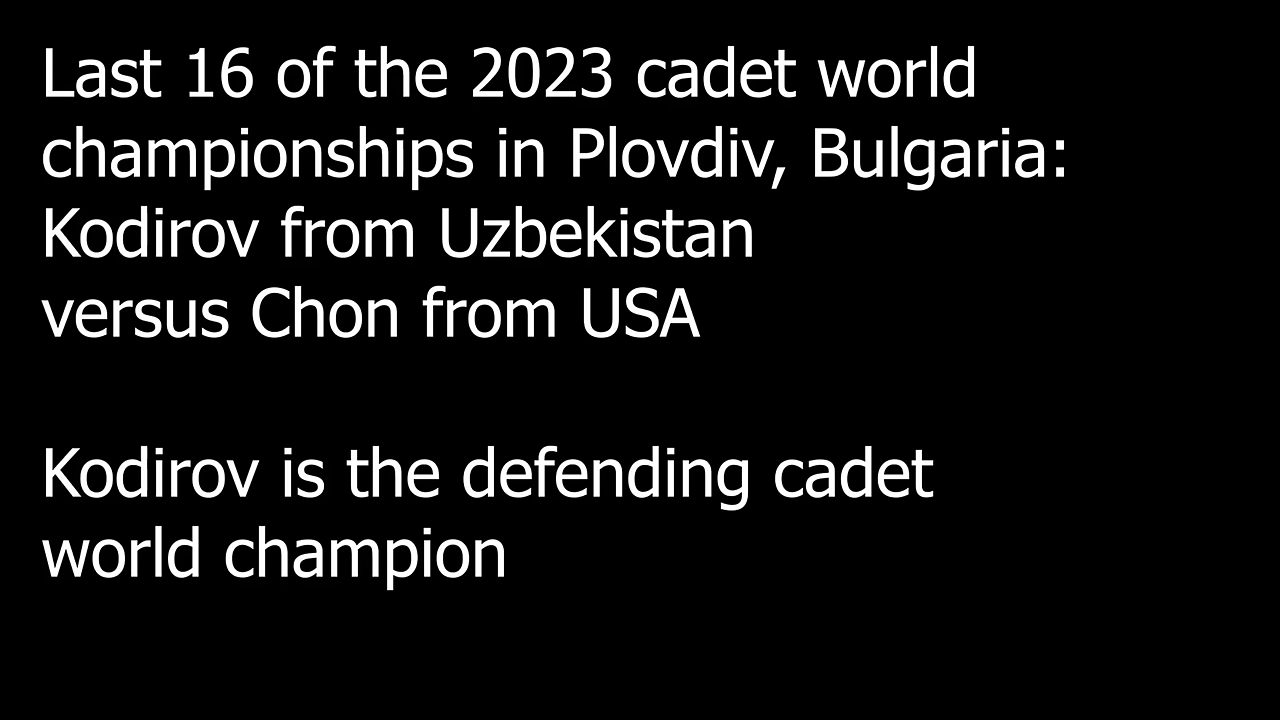 Last 16 of the 2023 cadet world
championships in Plovdiv, Bulgaria:
Kodirov from Uzbekistan
versus Chon from USA
Kodirov is the defending cadet
world champion